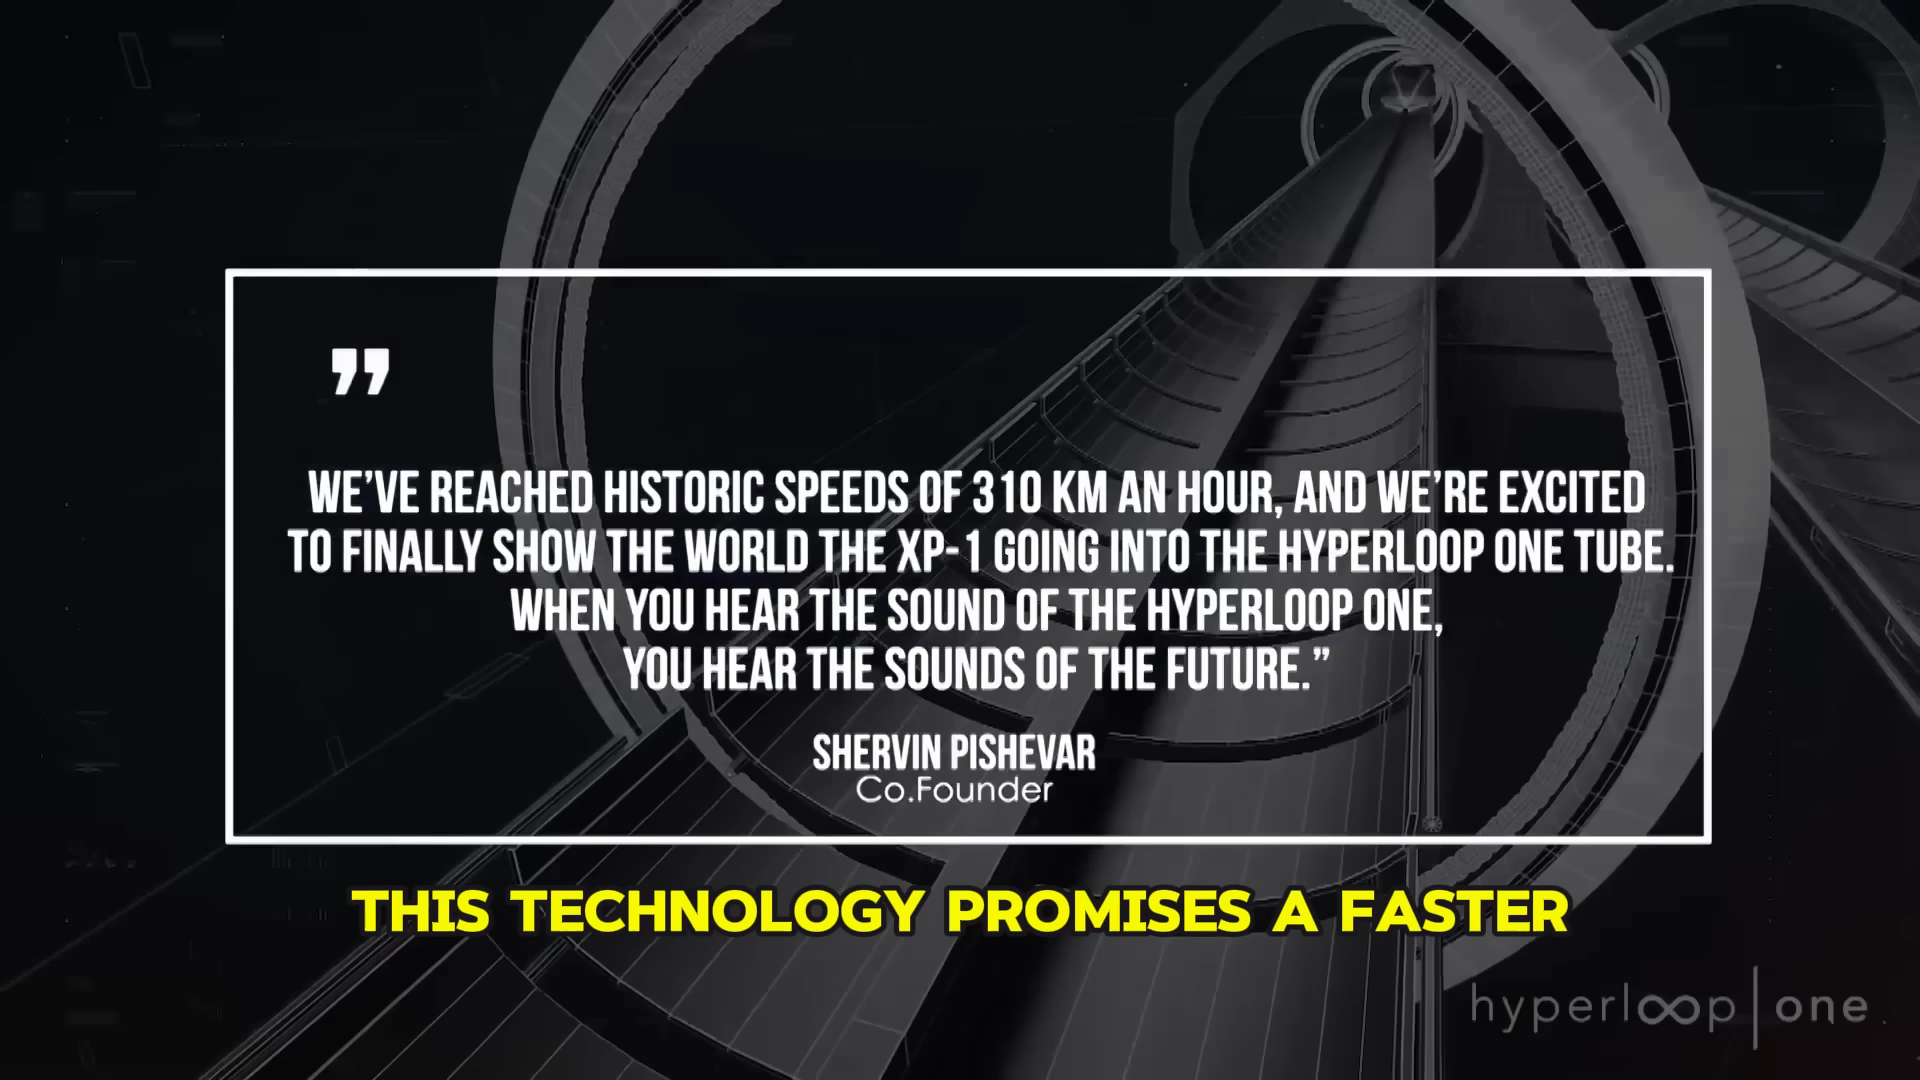 ”
WE’VE REACHED HISTORIC SPEEDS OF 310 KM AN HOUR, AND WE’RE EXCITED
TO FINALLY SHOW THE WORLD THE XP-1 GOING INTO THE HYPERLOOP ONE TUBE.
WHEN YOU HEAR THE SOUND OF THE HYPERLOOP ONE,
YOU HEAR THE SOUNDS OF THE FUTURE.”
SHERVIN PISHEVAR
Co.Founder
THIS TECHNOLOGY PROMISES A FASTER
hyperloop | one